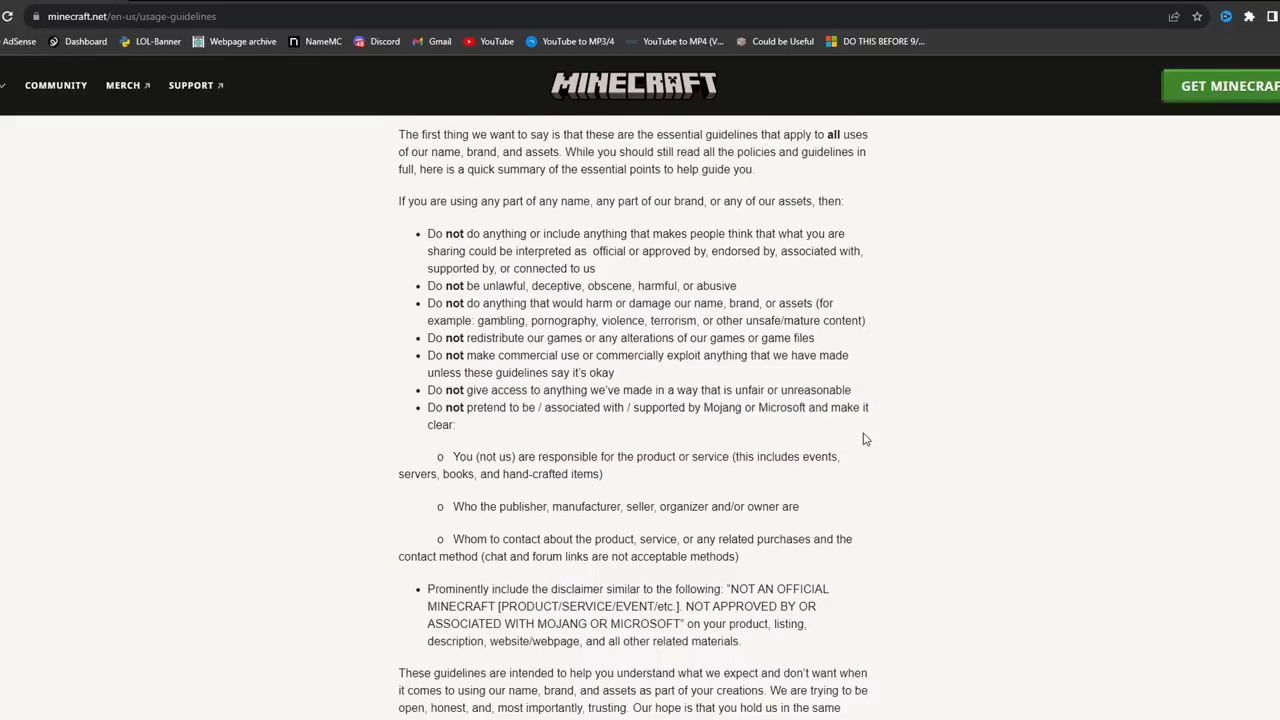 minecraft.net/en-us/usage-guidelines
AdSense Dashboard LOL-Banner Webpage archive NameMC Discord Gmail YouTube YouTube to MP3/4 YouTube to MP4 (V... Could be Useful DO THIS BEFORE 9/...
COMMUNITY MERCH SUPPORT MINECRAFT GET MINECRAF
The first thing we want to say is that these are the essential guidelines that apply to all uses
of our name, brand, and assets. While you should still read all the policies and guidelines in
full, here is a quick summary of the essential points to help guide you.
If you are using any part of any name, any part of our brand, or any of our assets, then:
• Do not do anything or include anything that makes people think that what you are
sharing could be interpreted as official or approved by, endorsed by, associated with,
supported by, or connected to us
• Do not be unlawful, deceptive, obscene, harmful, or abusive
• Do not do anything that would harm or damage our name, brand, or assets (for
example: gambling, pornography, violence, terrorism, or other unsafe/mature content)
• Do not redistribute our games or any alterations of our games or game files
• Do not make commercial use or commercially exploit anything that we have made
unless these guidelines say it's okay
• Do not give access to anything we've made in a way that is unfair or unreasonable
• Do not pretend to be / associated with / supported by Mojang or Microsoft and make it
clear:
o You (not us) are responsible for the product or service (this includes events,
servers, books, and hand-crafted items)
o Who the publisher, manufacturer, seller, organizer and/or owner are
o Whom to contact about the product, service, or any related purchases and the
contact method (chat and forum links are not acceptable methods)
• Prominently include the disclaimer similar to the following: "NOT AN OFFICIAL
MINECRAFT [PRODUCT/SERVICE/EVENT/etc.]. NOT APPROVED BY OR
ASSOCIATED WITH MOJANG OR MICROSOFT" on your product, listing,
description, website/webpage, and all other related materials.
These guidelines are intended to help you understand what we expect and don't want when
it comes to using our name, brand, and assets as part of your creations. We are trying to be
open, honest, and, most importantly, trusting. Our hope is that you hold us in the same